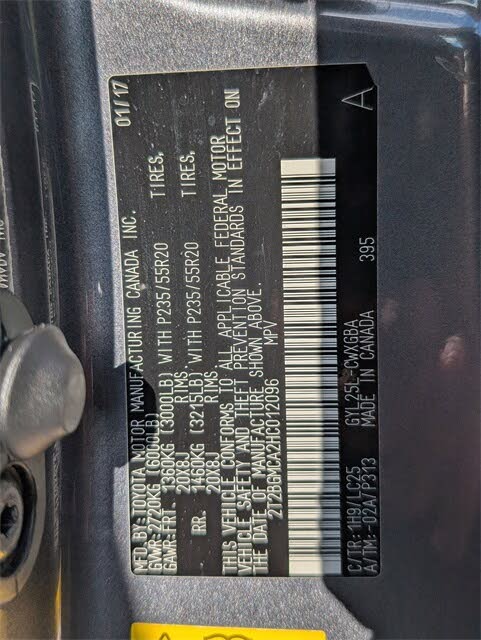 MFD.BY:TOYOTA MOTOR MANUFACTURING CANADA INC. 01/17
GAWR:FRT. 1360KG (3000LB) WITH P235/55R20 TIRES,
20X8J RIMS
RR. 1460KG (3215LB) WITH P235/55R20 TIRES,
20X8J RIMS
THIS VEHICLE CONFORMS TO ALL APPLICABLE FEDERAL MOTOR
VEHICLE SAFETY AND THEFT PREVENTION STANDARDS IN EFFECT ON
THE DATE OF MANUFACTURE SHOWN ABOVE.
2T2BGMCA2HC012096 MPV
C/TR:1H9/LC25 GYL25L-CWXGBA A
A/TM:-02A/P313 MADE IN CANADA 395